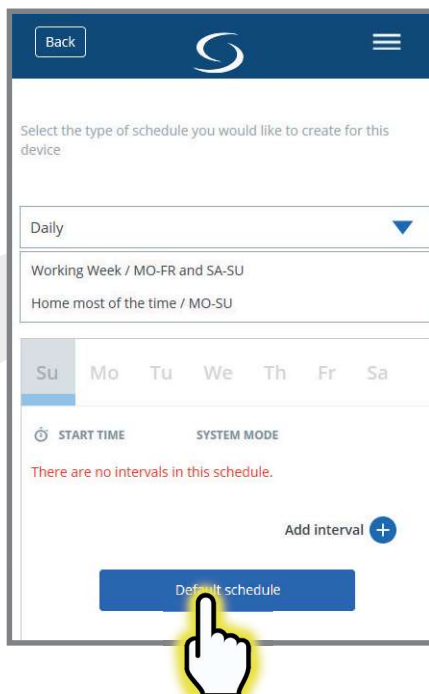 Back
Select the type of schedule you would like to create for this
device
Daily
Working Week / MO-FR and SA-SU
Home most of the time / MO-SU
Su Mo Tu We Th Fr Sa
START TIME SYSTEM MODE
There are no intervals in this schedule.
Add interval
Default schedule